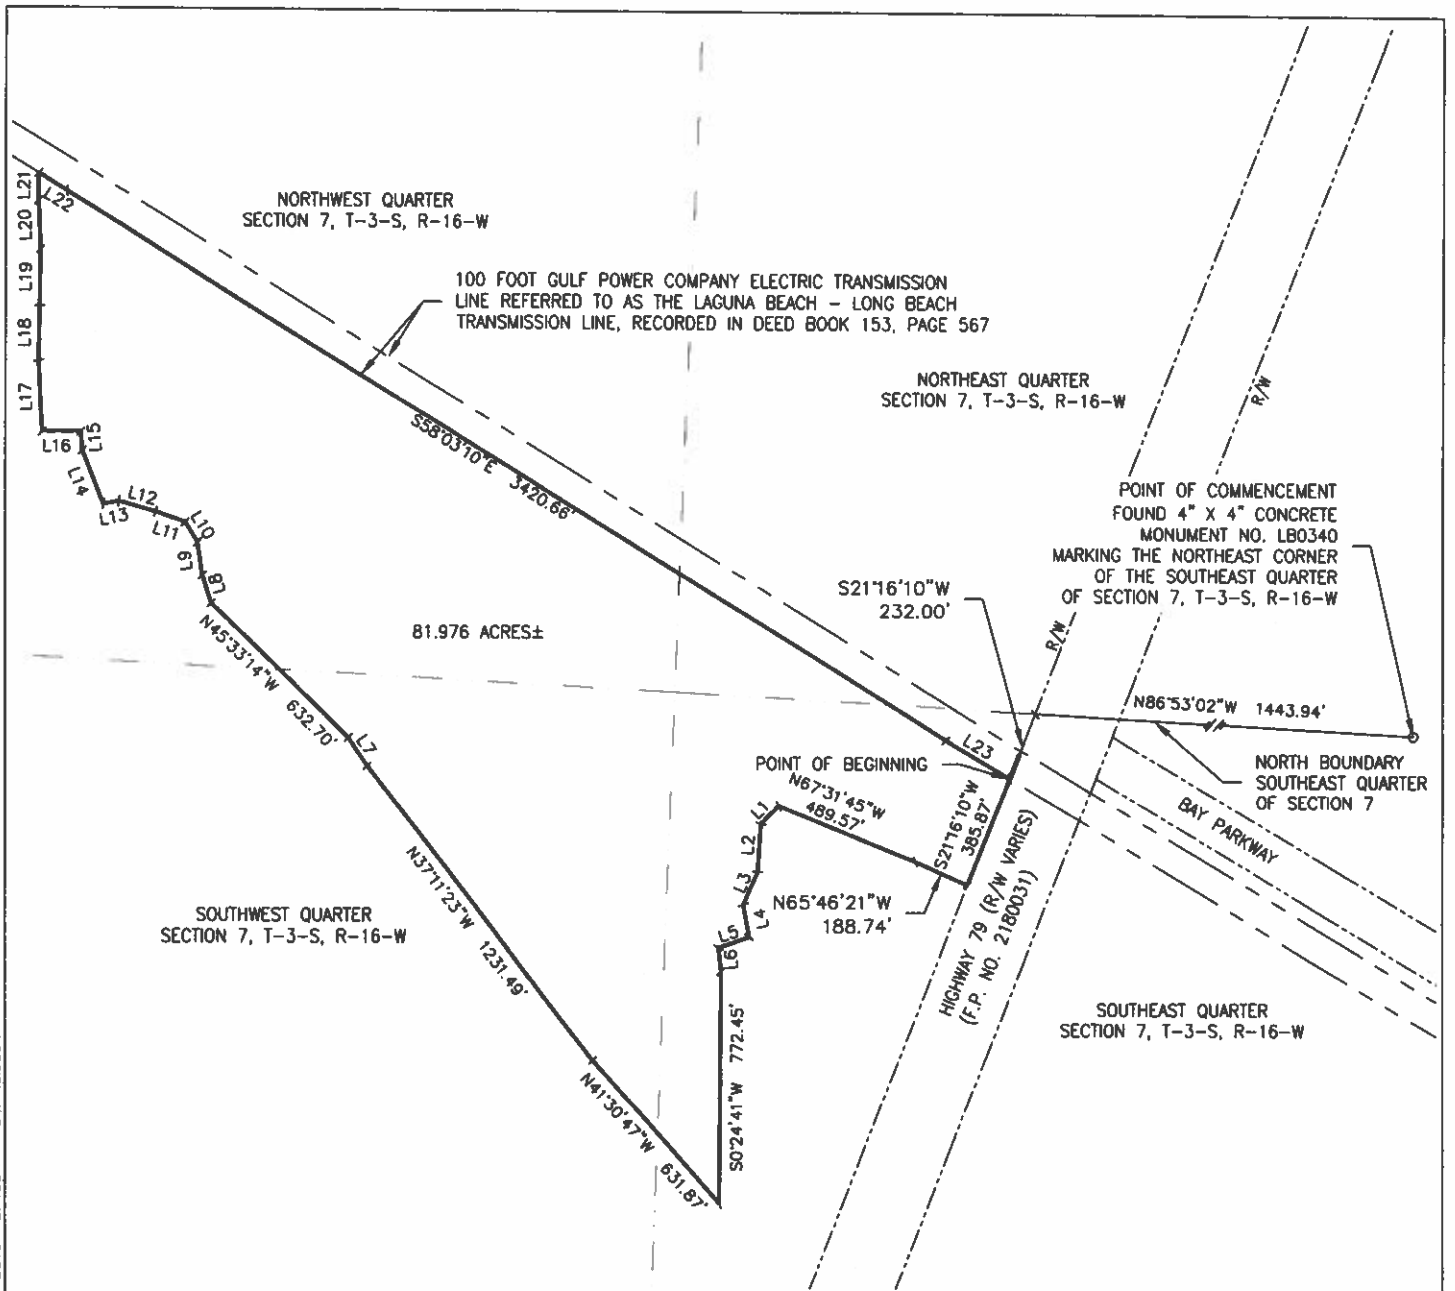 NORTHWEST QUARTER
SECTION 7, T-3-S, R-16-W
100 FOOT GULF POWER COMPANY ELECTRIC TRANSMISSION
LINE REFERRED TO AS THE LAGUNA BEACH - LONG BEACH
TRANSMISSION LINE, RECORDED IN DEED BOOK 153, PAGE 567
NORTHEAST QUARTER
SECTION 7, T-3-S, R-16-W
R/W
POINT OF COMMENCEMENT
FOUND 4" X 4" CONCRETE
MONUMENT NO. LB0340
MARKING THE NORTHEAST CORNER
OF THE SOUTHEAST QUARTER
OF SECTION 7, T-3-S, R-16-W
L21
L22
L20
L19
L18
L17
L16
L15
L14
L13
L12
L11
L10
L9
L8
S58°03'10"E 3420.66'
S21°16'10"W
232.00'
R/W
81.976 ACRES±
N45°33'14"W 632.70'
L7
N86°53'02"W 1443.94'
L23
POINT OF BEGINNING
NORTH BOUNDARY
SOUTHEAST QUARTER
OF SECTION 7
BAY PARKWAY
N67°31'45"W
489.57'
S21°16'10"W
385.87'
L1
L2
L3
L4
L5
L6
N65°46'21"W
188.74'
HIGHWAY 79 (R/W VARIES)
(F.P. NO. 2180031)
N37°11'23"W 1231.49'
SOUTHWEST QUARTER
SECTION 7, T-3-S, R-16-W
SOUTHEAST QUARTER
SECTION 7, T-3-S, R-16-W
S0°24'41"W 772.45'
N41°30'47"W 631.87'